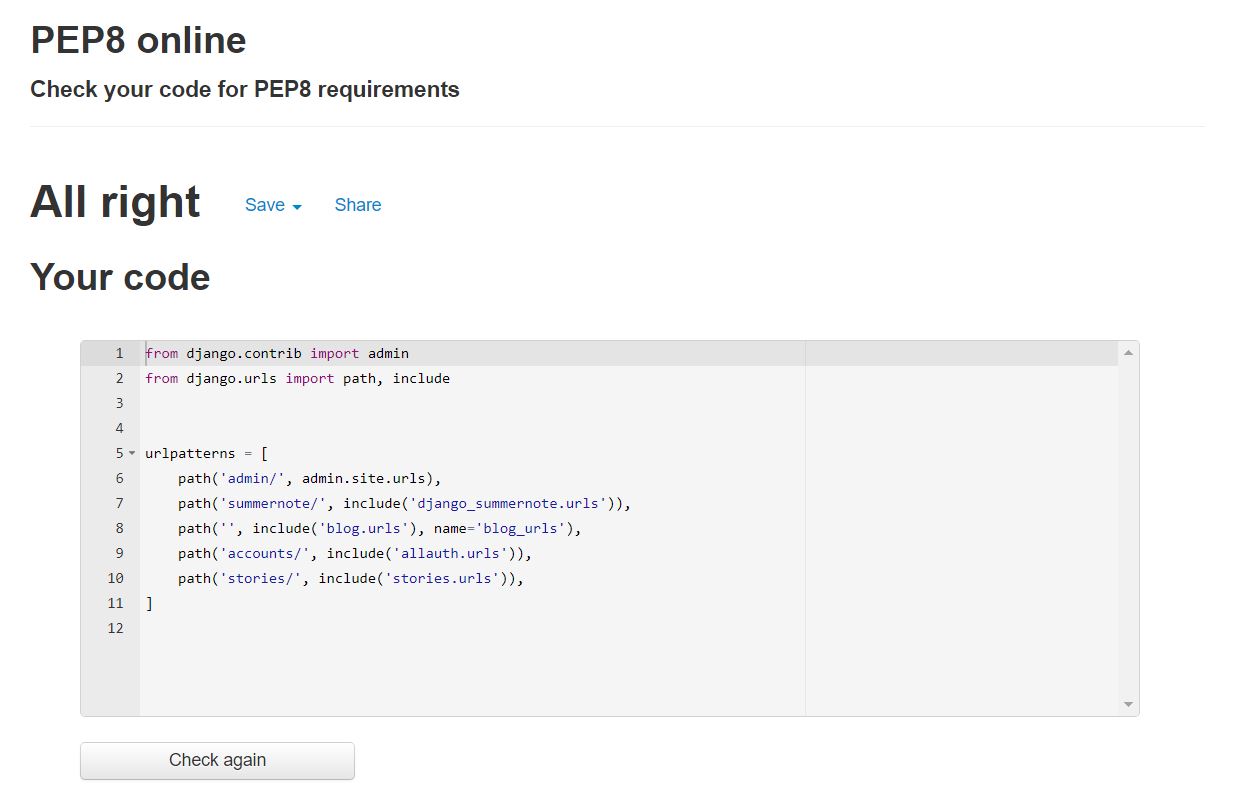 PEP8 online
Check your code for PEP8 requirements
All right Save Share
Your code
1 from django.contrib import admin
2 from django.urls import path, include
3
4
5 urlpatterns = [
6     path('admin/', admin.site.urls),
7     path('summernote/', include('django_summernote.urls')),
8     path('', include('blog.urls'), name='blog_urls'),
9     path('accounts/', include('allauth.urls')),
10     path('stories/', include('stories.urls')),
11 ]
12
Check again